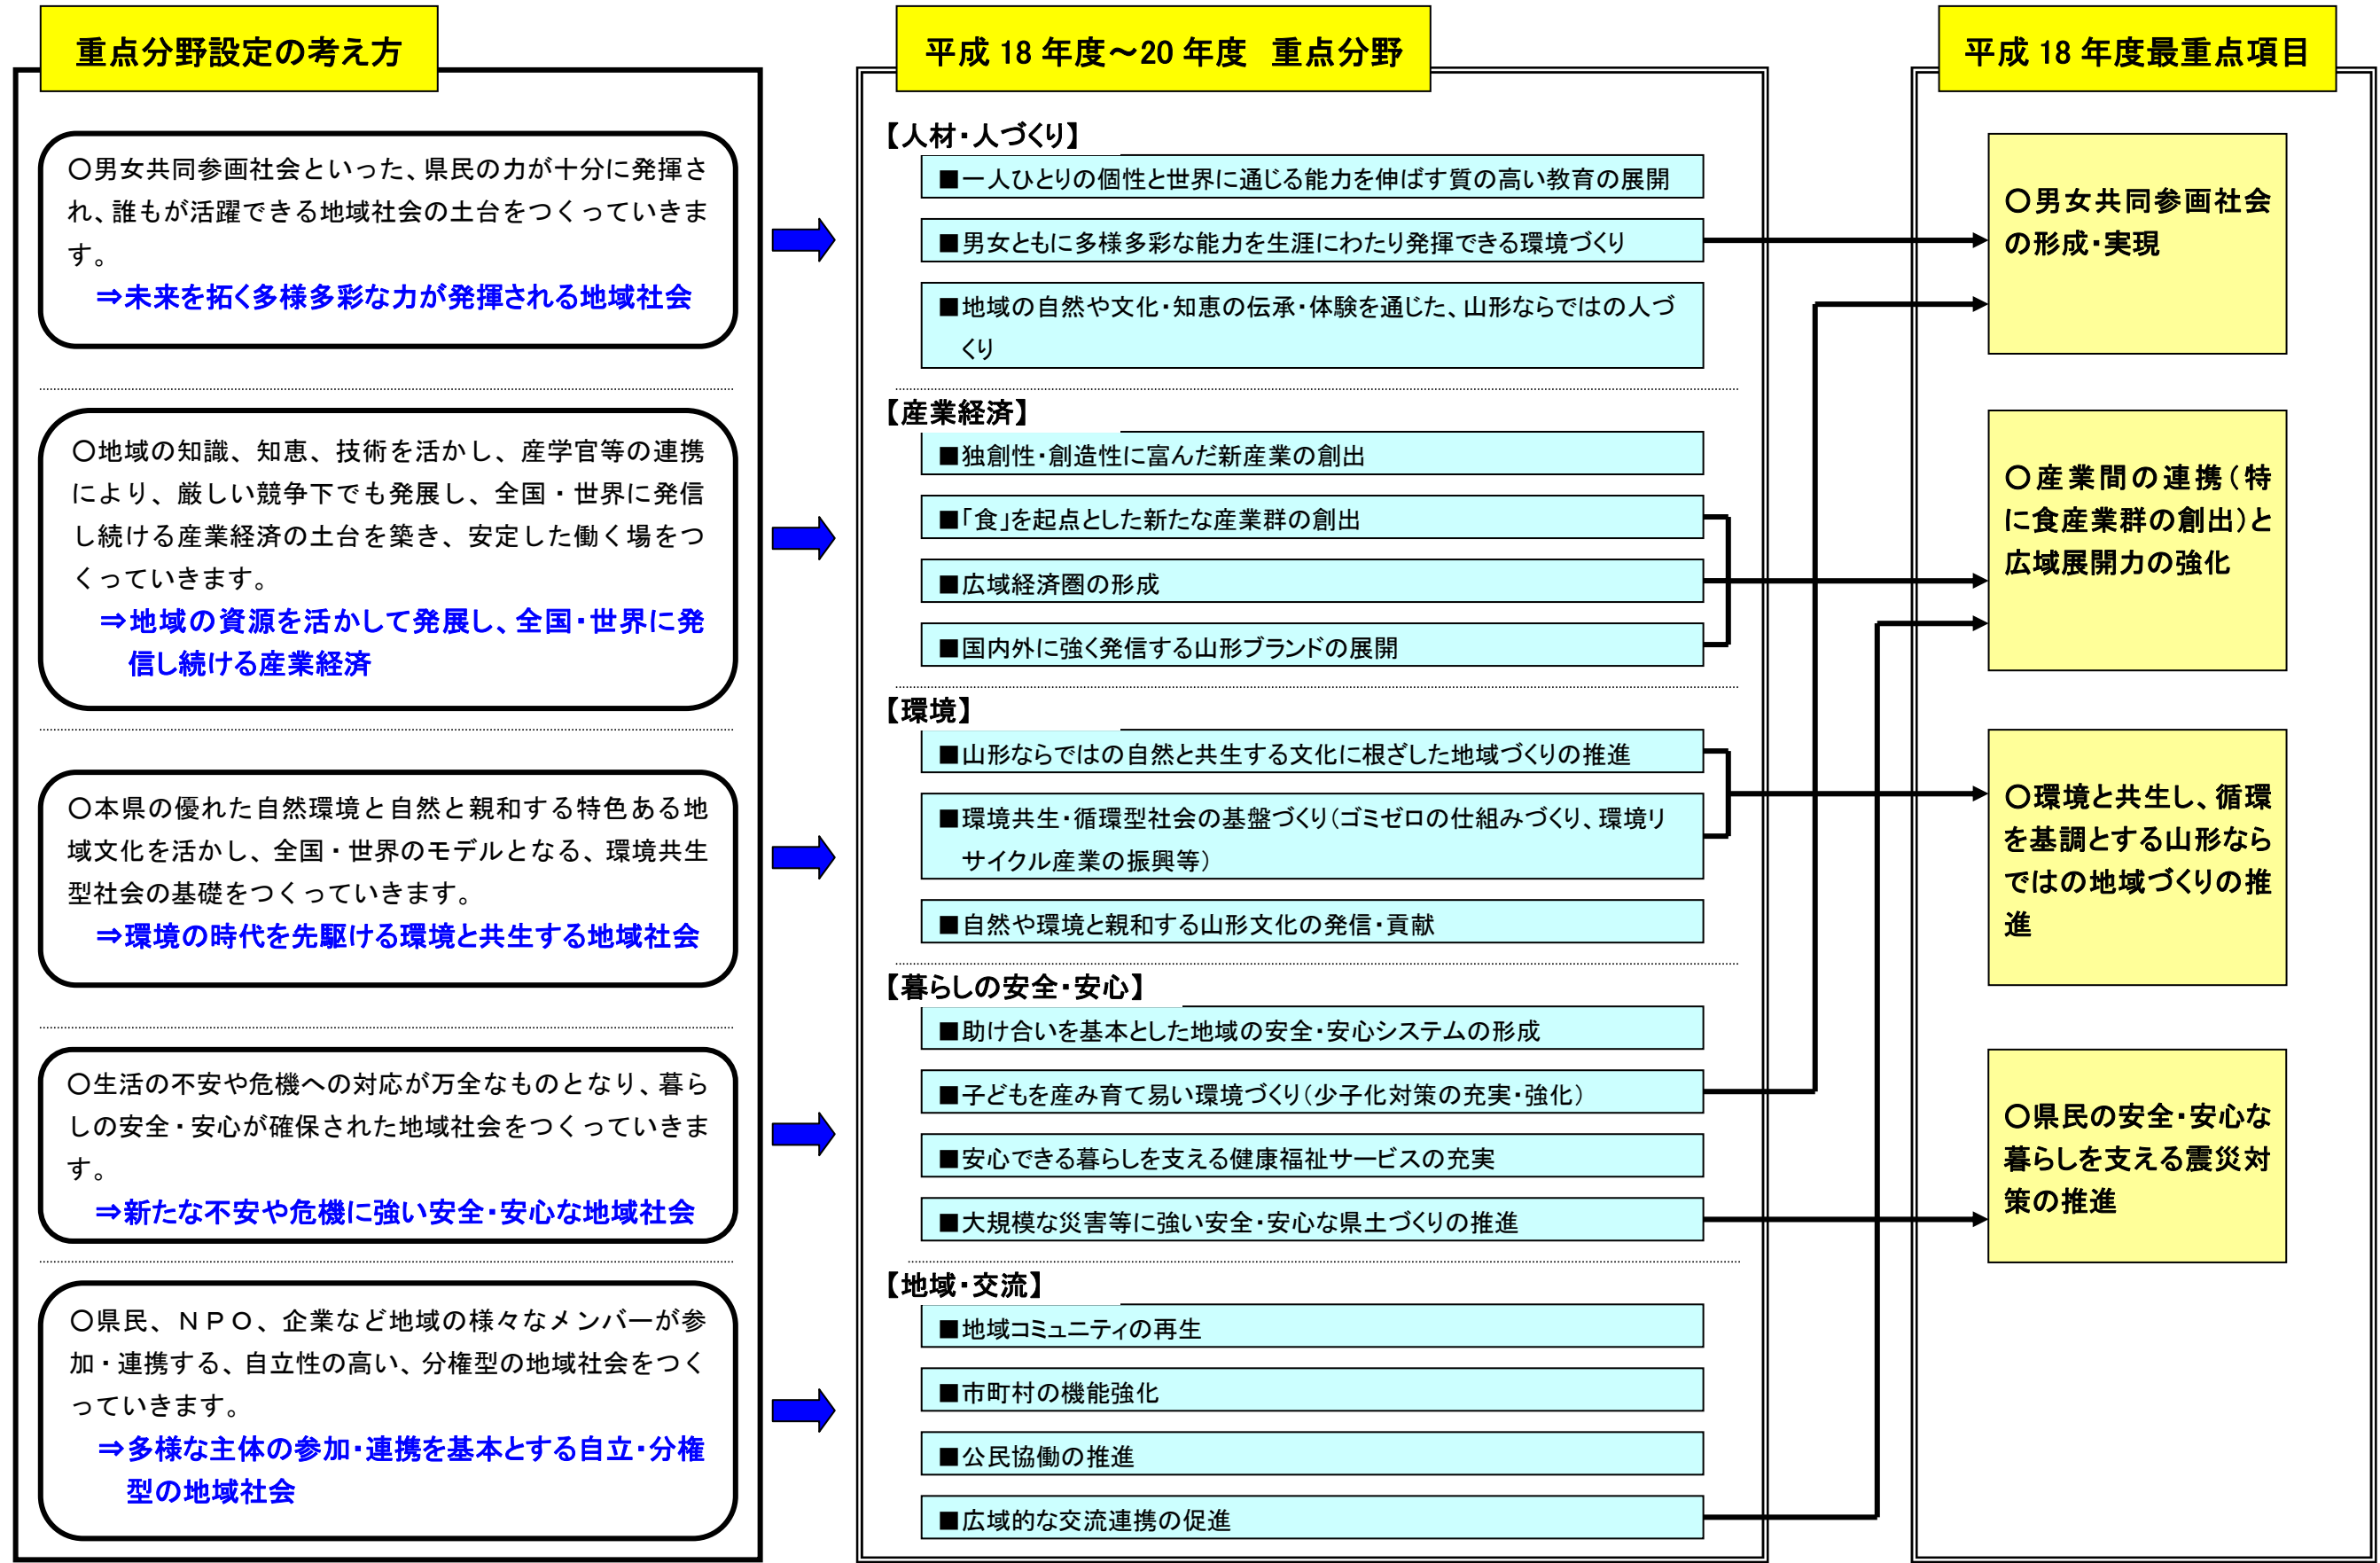 重点分野設定の考え方
○男女共同参画社会といった、県民の力が十分に発揮さ
れ、誰もが活躍できる地域社会の土台をつくっていきま
す。
⇒未来を拓く多様多彩な力が発揮される地域社会
○地域の知識、知恵、技術を活かし、産学官等の連携
により、厳しい競争下でも発展し、全国・世界に発信
し続ける産業経済の土台を築き、安定した働く場をつ
くっていきます。
⇒地域の資源を活かして発展し、全国・世界に発
信し続ける産業経済
○本県の優れた自然環境と自然と親和する特色ある地
域文化を活かし、全国・世界のモデルとなる、環境共生
型社会の基礎をつくっていきます。
⇒環境の時代を先駆ける環境と共生する地域社会
○生活の不安や危機への対応が万全なものとなり、暮ら
しの安全・安心が確保された地域社会をつくっていきま
す。
⇒新たな不安や危機に強い安全・安心な地域社会
○県民、ＮＰＯ、企業など地域の様々なメンバーが参
加・連携する、自立性の高い、分権型の地域社会をつく
っていきます。
⇒多様な主体の参加・連携を基本とする自立・分権
型の地域社会
平成 18 年度～20 年度　重点分野
【人材・人づくり】
■一人ひとりの個性と世界に通じる能力を伸ばす質の高い教育の展開
■男女ともに多様多彩な能力を生涯にわたり発揮できる環境づくり
■地域の自然や文化・知恵の伝承・体験を通じた、山形ならではの人づ
くり
【産業経済】
■独創性・創造性に富んだ新産業の創出
■「食」を起点とした新たな産業群の創出
■広域経済圏の形成
■国内外に強く発信する山形ブランドの展開
【環境】
■山形ならではの自然と共生する文化に根ざした地域づくりの推進
■環境共生・循環型社会の基盤づくり（ゴミゼロの仕組みづくり、環境リ
サイクル産業の振興等）
■自然や環境と親和する山形文化の発信・貢献
【暮らしの安全・安心】
■助け合いを基本とした地域の安全・安心システムの形成
■子どもを産み育て易い環境づくり（少子化対策の充実・強化）
■安心できる暮らしを支える健康福祉サービスの充実
■大規模な災害等に強い安全・安心な県土づくりの推進
【地域・交流】
■地域コミュニティの再生
■市町村の機能強化
■公民協働の推進
■広域的な交流連携の促進
平成 18 年度最重点項目
○男女共同参画社会
の形成・実現
○産業間の連携（特
に食産業群の創出）と
広域展開力の強化
○環境と共生し、循環
を基調とする山形なら
ではの地域づくりの推
進
○県民の安全・安心な
暮らしを支える震災対
策の推進